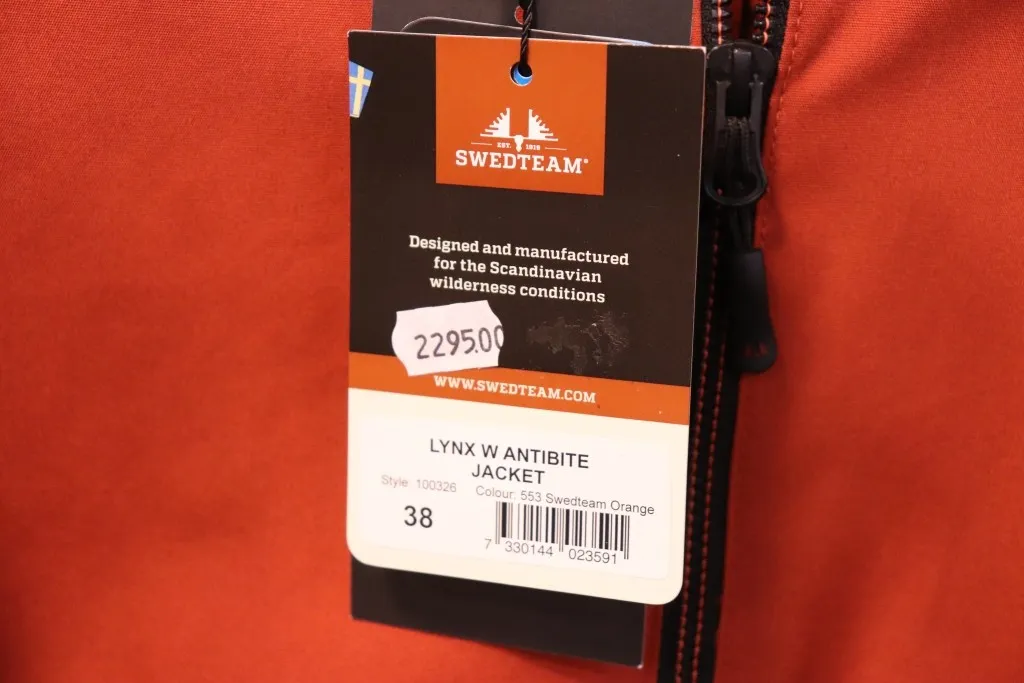 EST. 1819
SWEDTEAM®
Designed and manufactured
for the Scandinavian
wilderness conditions
2295.00
WWW.SWEDTEAM.COM
LYNX W ANTIBITE
JACKET
Style 100326 Colour: 553 Swedteam Orange
38
7 330144 023591